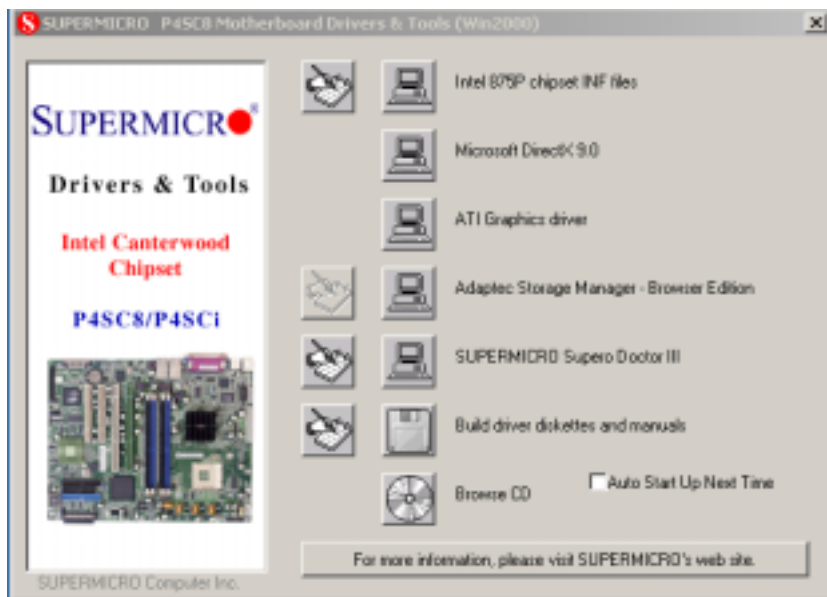 SUPERMICRO P4SC8 Motherboard Drivers & Tools (Win2000)
SUPERMICRO®
Drivers & Tools
Intel Canterwood
Chipset
P4SC8/P4SCi
SUPERMICRO Computer Inc.
Intel 875P chipset INF files
Microsoft DirectX 9.0
ATI Graphics driver
Adaptec Storage Manager - Browser Edition
SUPERMICRO Supero Doctor III
Build driver diskettes and manuals
Browse CD
Auto Start Up Next Time
For more information, please visit SUPERMICRO's web site.